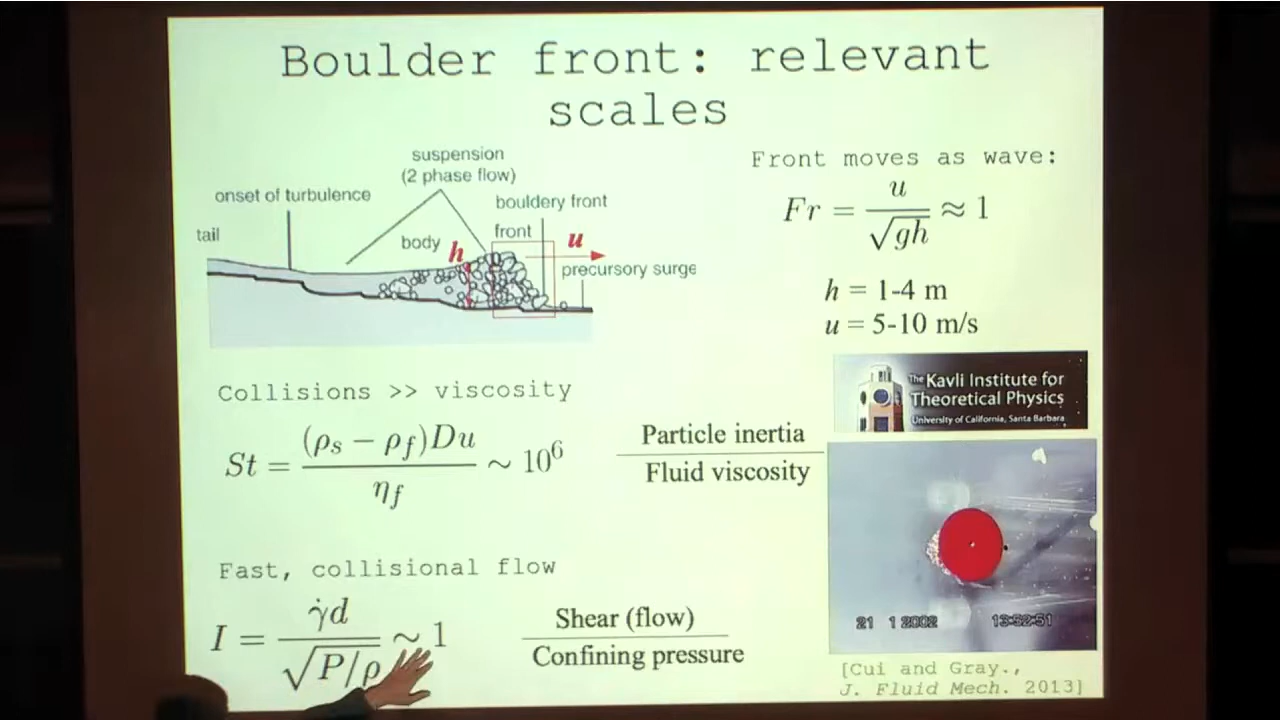 Boulder front: relevant
scales
suspension
(2 phase flow)
onset of turbulence
bouldery front
tail
body
h
front
u
precursory surge
Front moves as wave:
Fr = u / √gh ≈ 1
h = 1-4 m
u = 5-10 m/s
The Kavli Institute for
Theoretical Physics
University of California, Santa Barbara
Collisions >> viscosity
St = (ρs − ρf)Du / ηf ~ 10⁶
Particle inertia
Fluid viscosity
21 1 2002 13:52:51
Fast, collisional flow
I = γ̇d / √P/ρ ~ 1
Shear (flow)
Confining pressure
[Cui and Gray.,
J. Fluid Mech. 2013]